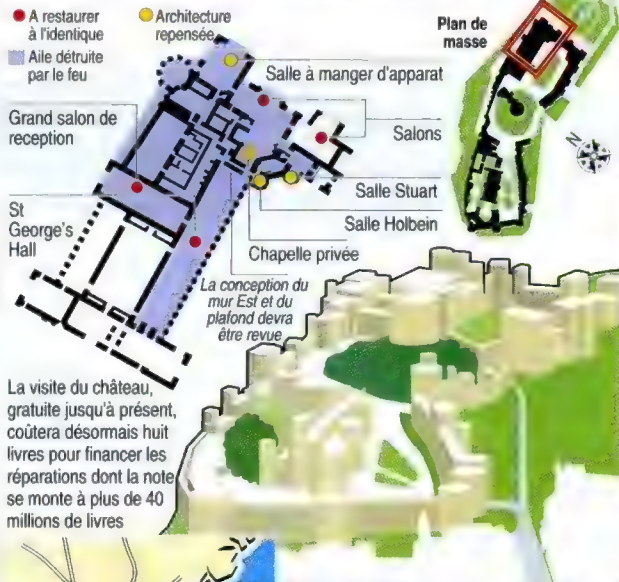 A restaurer
à l'identique
Architecture
repensée
Aile détruite
par le feu
Plan de
masse
Salle à manger d'apparat
Grand salon de
reception
Salons
N
Salle Stuart
St
George's
Hall
Salle Holbein
Chapelle privée
La conception du
mur Est et du
plafond devra
être revue
La visite du château,
gratuite jusqu'à présent,
coûtera désormais huit
livres pour financer les
réparations dont la note
se monte à plus de 40
millions de livres